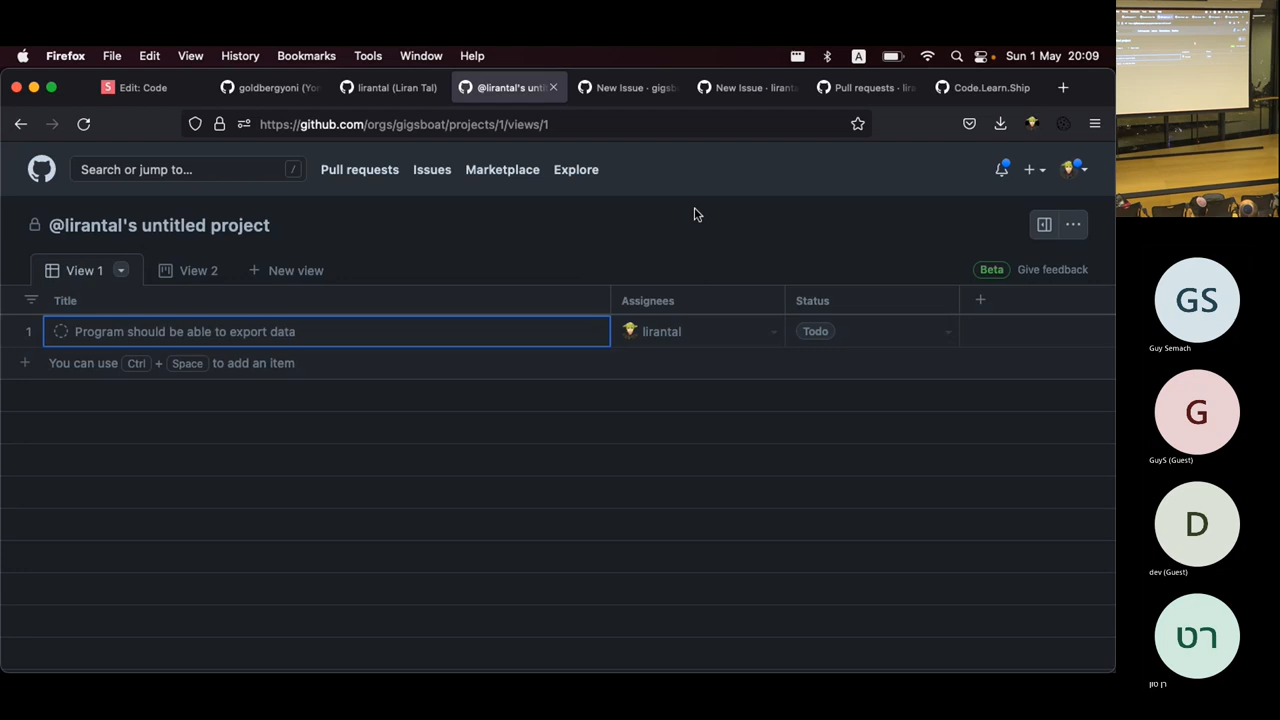 Firefox File Edit View History Bookmarks Tools Window Help A Sun 1 May 20:09
S Edit: Code goldbergyoni (Yon lirantal (Liran Tal) @lirantal's unti New Issue · gigsb New Issue · liranta Pull requests · lira Code.Learn.Ship
https://github.com/orgs/gigsboat/projects/1/views/1
Search or jump to... / Pull requests Issues Marketplace Explore
@lirantal's untitled project
View 1 View 2 + New view Beta Give feedback
Title Assignees Status
1 Program should be able to export data lirantal Todo
+ You can use Ctrl + Space to add an item
GS
Guy Semach
G
GuyS (Guest)
D
dev (Guest)
רט